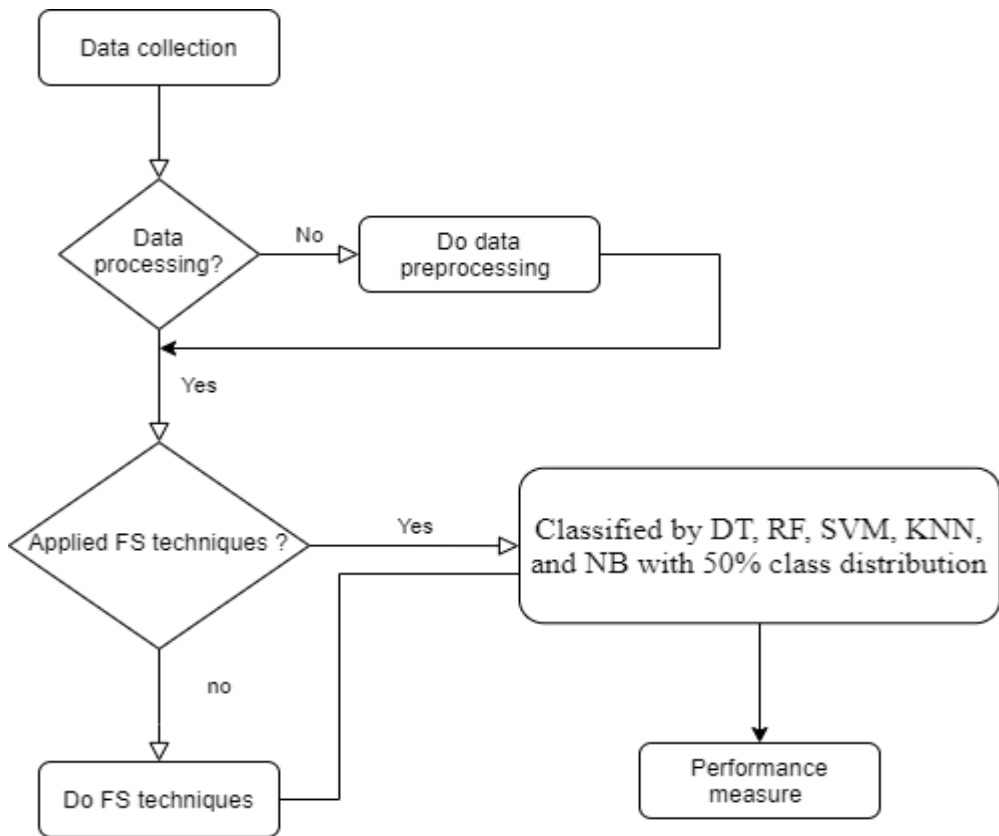 Data collection
Data
processing?
No
Do data
preprocessing
Yes
Applied FS techniques ?
Yes
Classified by DT, RF, SVM, KNN,
and NB with 50% class distribution
no
Do FS techniques
Performance
measure